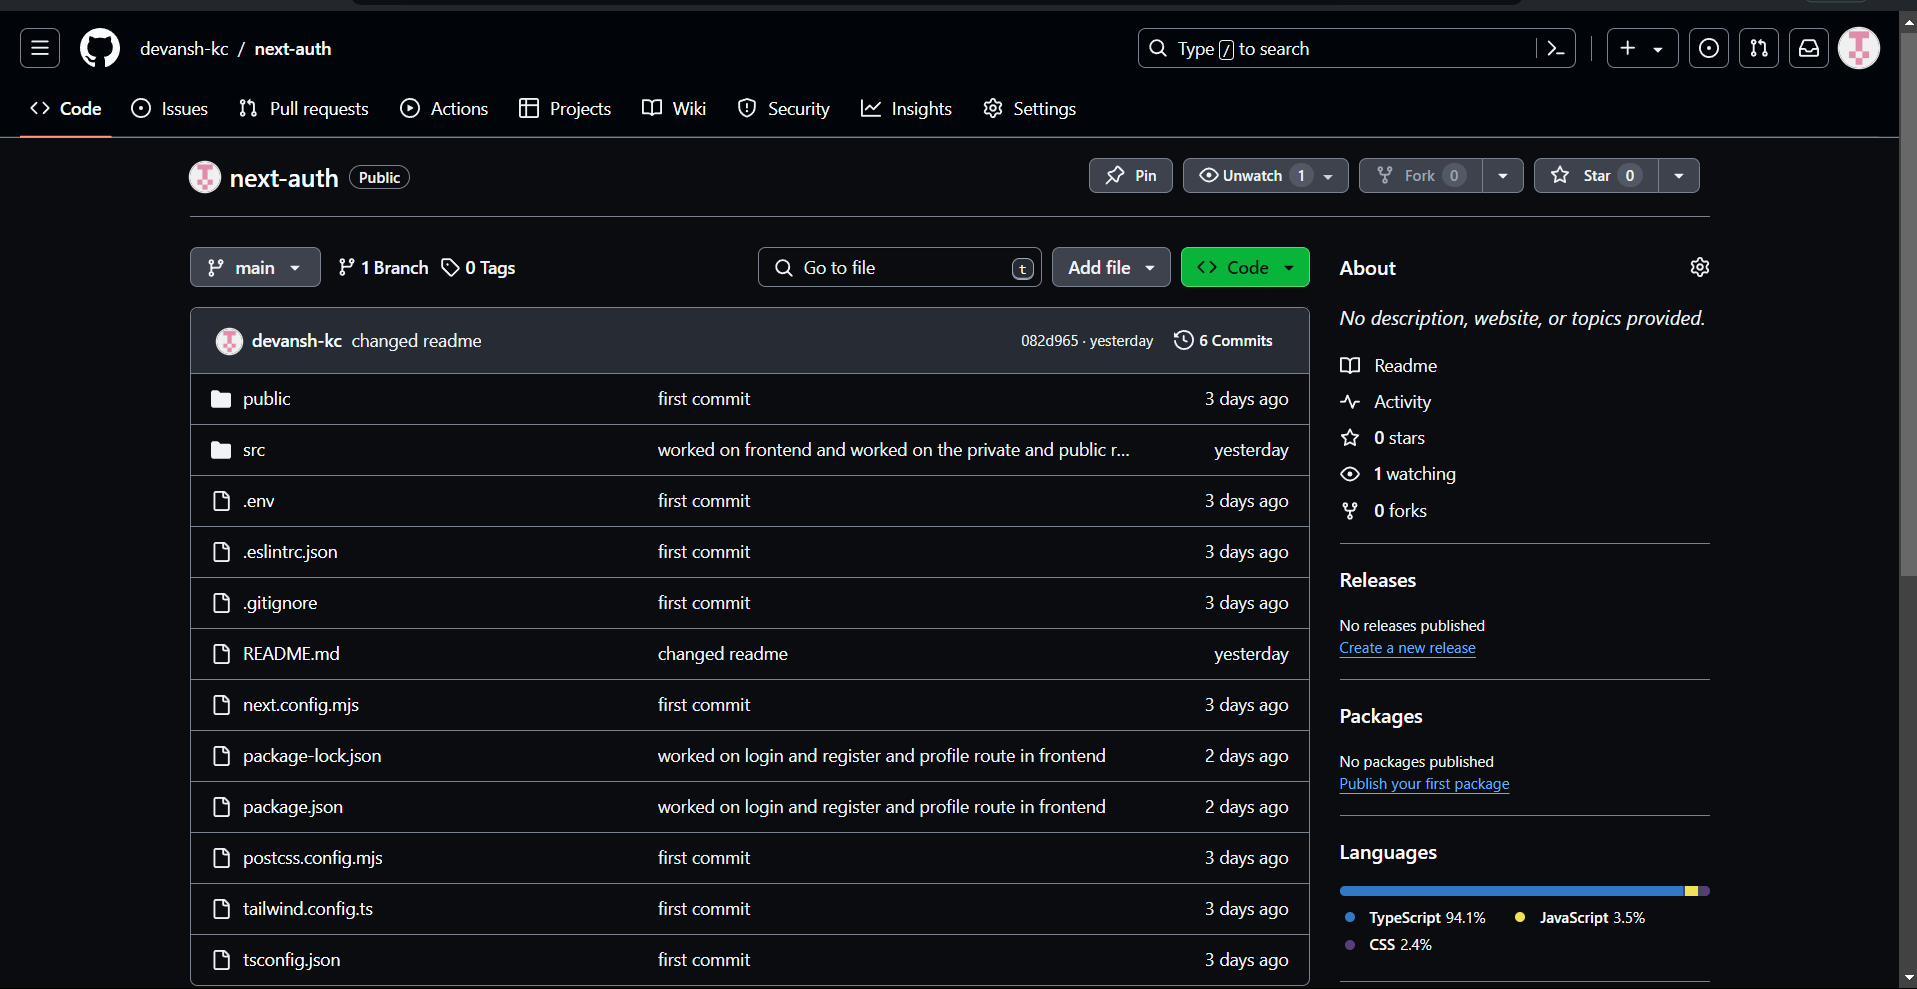 devansh-kc / next-auth
Type / to search
Code Issues Pull requests Actions Projects Wiki Security Insights Settings
next-auth Public
Pin Unwatch 1 Fork 0 Star 0
main 1 Branch 0 Tags Go to file t Add file Code
devansh-kc changed readme 082d965 · yesterday 6 Commits
public first commit 3 days ago
src worked on frontend and worked on the private and public r... yesterday
.env first commit 3 days ago
.eslintrc.json first commit 3 days ago
.gitignore first commit 3 days ago
README.md changed readme yesterday
next.config.mjs first commit 3 days ago
package-lock.json worked on login and register and profile route in frontend 2 days ago
package.json worked on login and register and profile route in frontend 2 days ago
postcss.config.mjs first commit 3 days ago
tailwind.config.ts first commit 3 days ago
tsconfig.json first commit 3 days ago
About
No description, website, or topics provided.
Readme
Activity
0 stars
1 watching
0 forks
Releases
No releases published
Create a new release
Packages
No packages published
Publish your first package
Languages
TypeScript 94.1% JavaScript 3.5%
CSS 2.4%